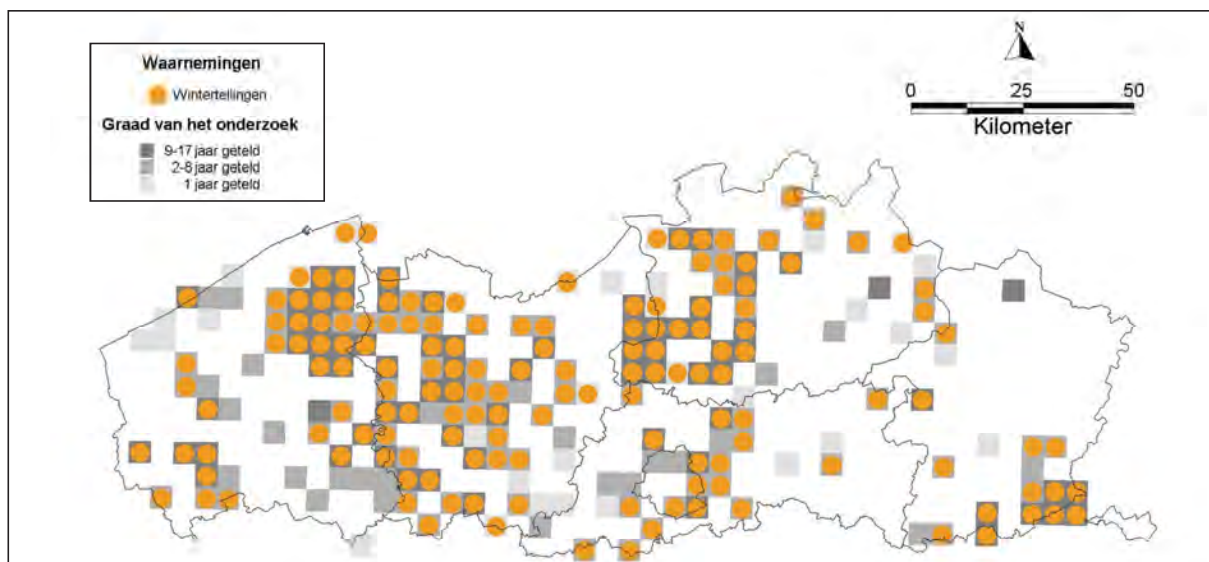 Waarnemingen
Wintertellingen
Graad van het onderzoek
9-17 jaar geteld
2-8 jaar geteld
1 jaar geteld
N
0 25 50
Kilometer